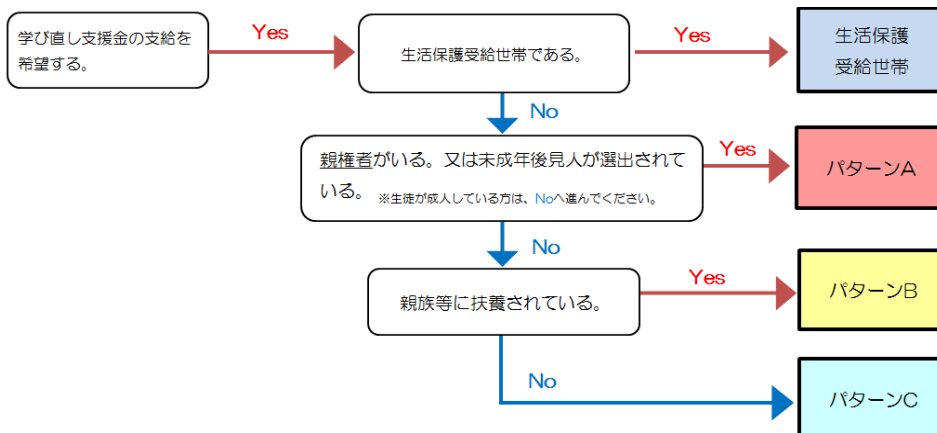 学び直し支援金の支給を
希望する。
Yes
生活保護受給世帯である。
Yes
生活保護
受給世帯
No
親権者がいる。又は未成年後見人が選出されて
いる。 ※生徒が成人している方は、Noへ進んでください。
Yes
パターンA
No
親族等に扶養されている。
Yes
パターンB
No
パターンC